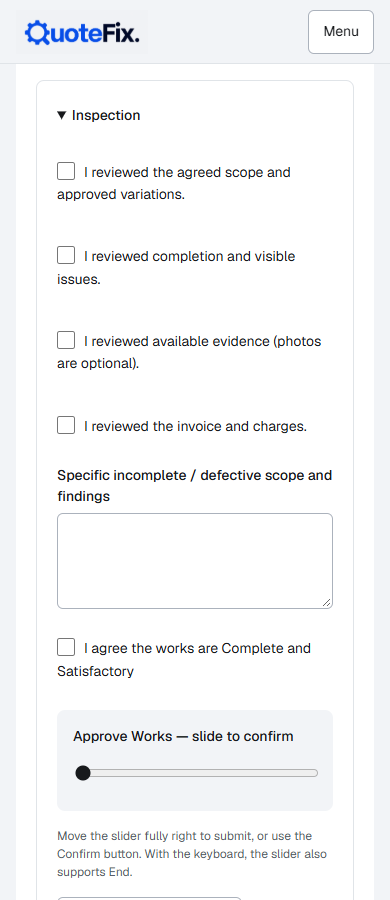 QuoteFix.
Menu
Inspection
I reviewed the agreed scope and
approved variations.
I reviewed completion and visible
issues.
I reviewed available evidence (photos
are optional).
I reviewed the invoice and charges.
Specific incomplete / defective scope and
findings
I agree the works are Complete and
Satisfactory
Approve Works — slide to confirm
Move the slider fully right to submit, or use the
Confirm button. With the keyboard, the slider also
supports End.